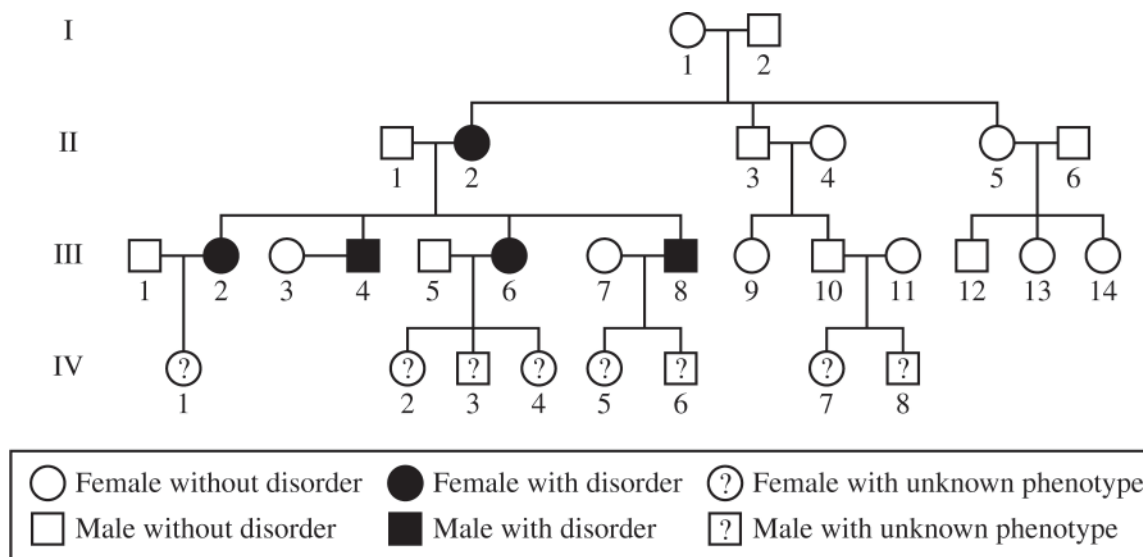 I
1 2
II
1 2 3 4 5 6
III
1 2 3 4 5 6 7 8 9 10 11 12 13 14
IV
? ? ? ? ? ? ? ?
1 2 3 4 5 6 7 8
Female without disorder Female with disorder ? Female with unknown phenotype
Male without disorder Male with disorder ? Male with unknown phenotype